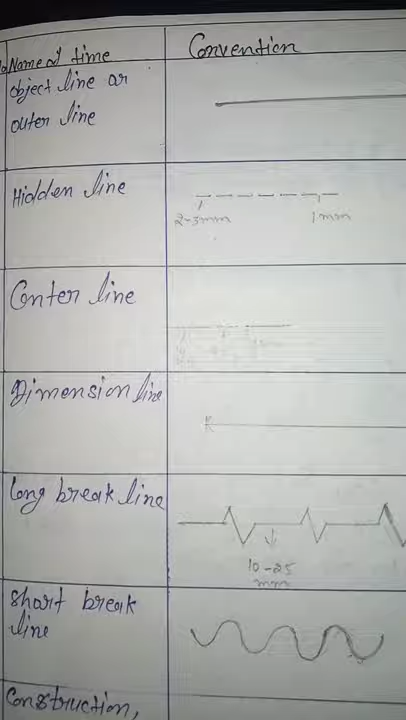 Name of time
Convention
object line or
outer line
Hidden line
2-3mm
1mm
Center line
Dimension line
long break line
10-25
mm
short break
line
Construction,